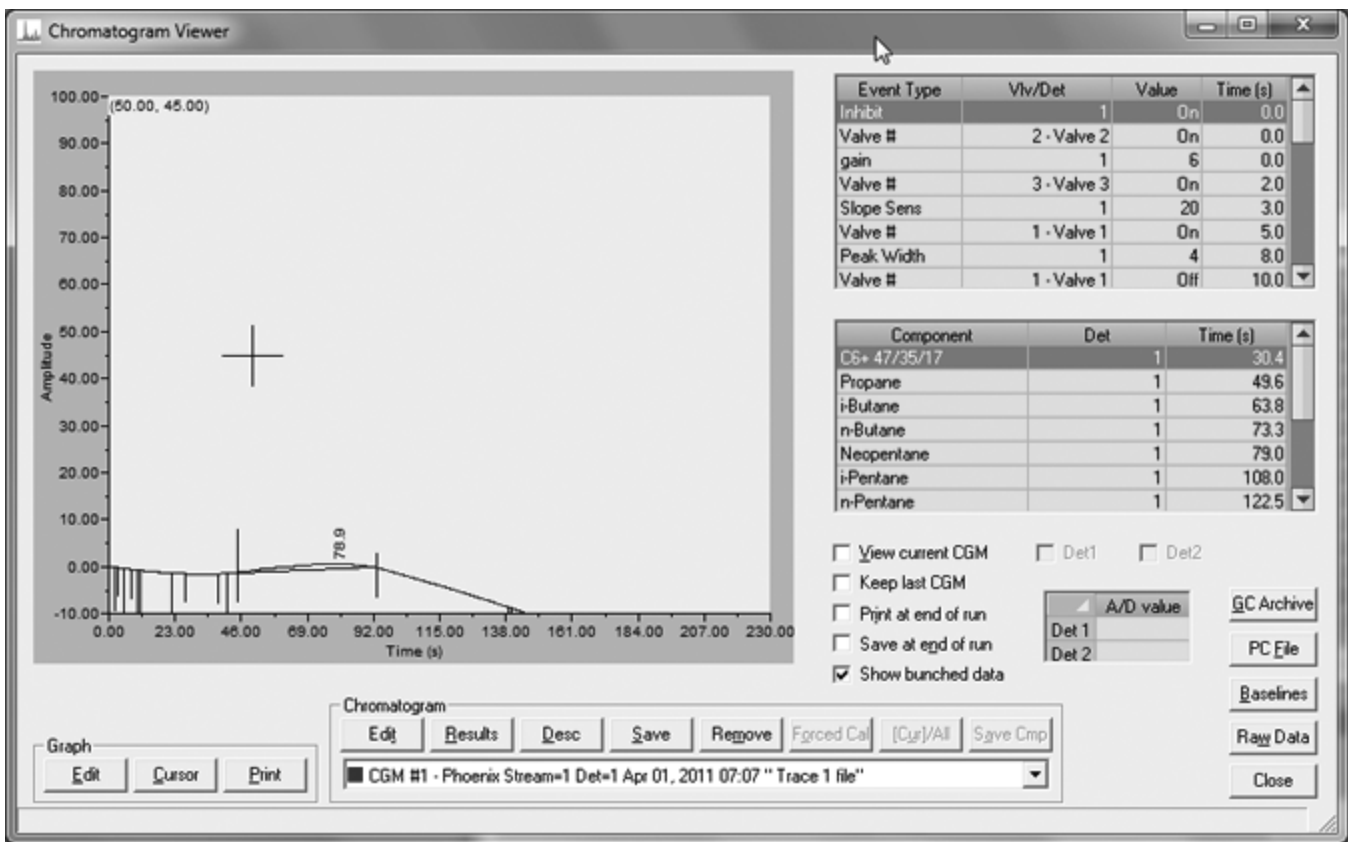 Chromatogram Viewer
(50.00, 45.00)
100.00
90.00
80.00
70.00
60.00
50.00
40.00
30.00
20.00
10.00
0.00
-10.00
Amplitude
78.9
0.00 23.00 46.00 69.00 92.00 115.00 138.00 161.00 184.00 207.00 230.00
Time (s)
Event Type Vlv/Det Value Time (s)
Inhibit 1 On 0.0
Valve # 2 - Valve 2 On 0.0
gain 1 6 0.0
Valve # 3 - Valve 3 On 2.0
Slope Sens 1 20 3.0
Valve # 1 - Valve 1 On 5.0
Peak Width 1 4 8.0
Valve # 1 - Valve 1 Off 10.0
Component Det Time (s)
C6+ 47/35/17 1 30.4
Propane 1 49.6
i-Butane 1 63.8
n-Butane 1 73.3
Neopentane 1 79.0
i-Pentane 1 108.0
n-Pentane 1 122.5
View current CGM Det1 Det2
Keep last CGM
Print at end of run
Save at end of run
Show bunched data
A/D value
Det 1
Det 2
GC Archive
PC File
Baselines
Raw Data
Close
Graph
Edit Cursor Print
Chromatogram
Edit Results Desc Save Remove Forced Cal [Cur]/All Save Cmp
CGM #1 - Phoenix Stream=1 Det=1 Apr 01, 2011 07:07 " Trace 1 file"